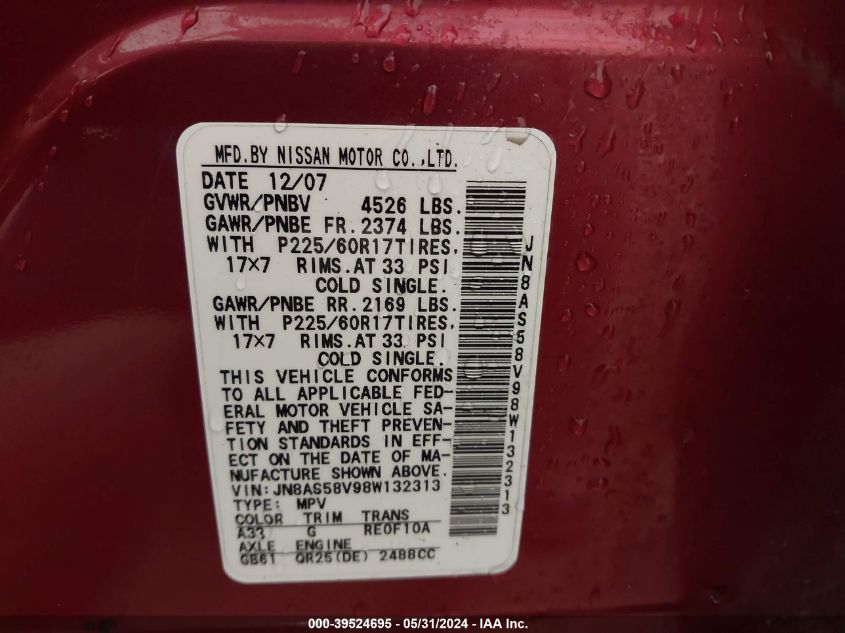 MFD.BY NISSAN MOTOR CO.,LTD.
DATE 12/07
GVWR/PNBV 4526 LBS.
GAWR/PNBE FR.2374 LBS.
WITH P225/60R17TIRES,
17×7 RIMS.AT 33 PSI
COLD SINGLE.
GAWR/PNBE RR.2169 LBS.
WITH P225/60R17TIRES,
17×7 RIMS.AT 33 PSI
COLD SINGLE.
THIS VEHICLE CONFORMS
TO ALL APPLICABLE FED-
ERAL MOTOR VEHICLE SA-
FETY AND THEFT PREVEN-
TION STANDARDS IN EFF-
ECT ON THE DATE OF MA-
NUFACTURE SHOWN ABOVE.
VIN:JN8AS58V98W132313
TYPE: MPV
COLOR TRIM TRANS
A33 G RE0F10A
AXLE ENGINE
GB61 QR25(DE) 2488CC
JN8AS58V98W132313
000-39524695 - 05/31/2024 - IAA Inc.